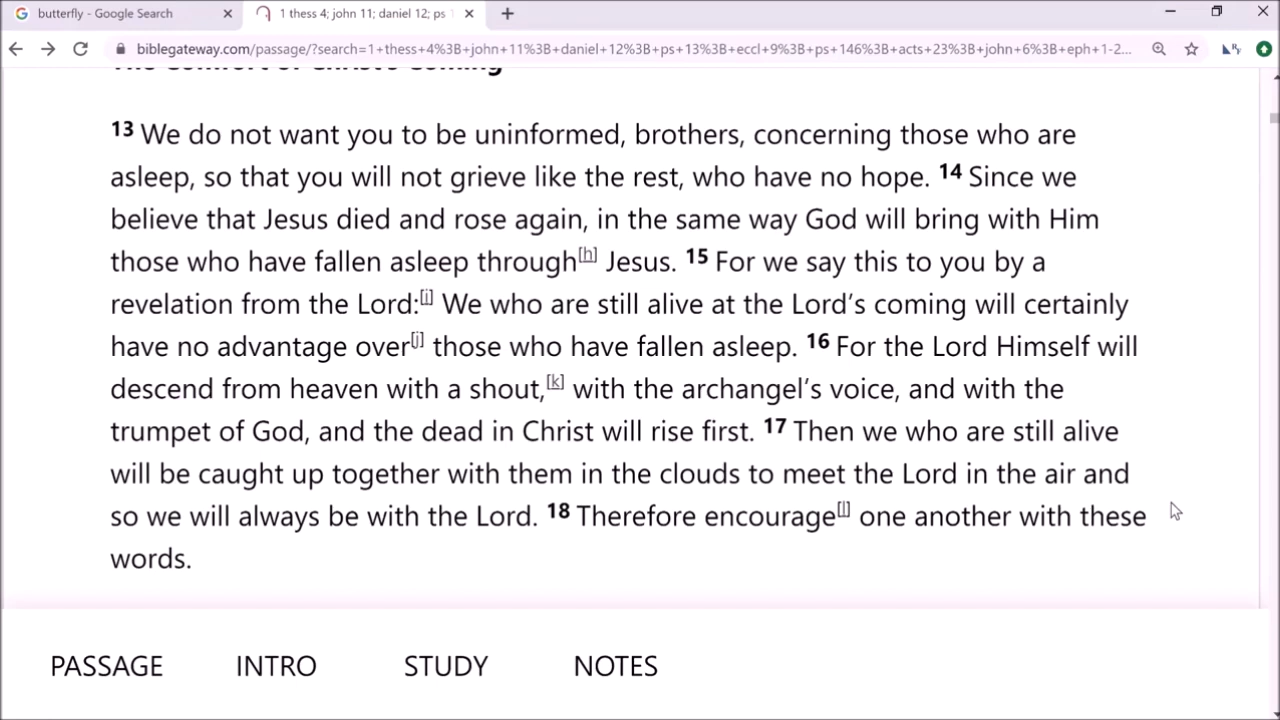 butterfly - Google Search
1 thess 4; john 11; daniel 12; ps 1
biblegateway.com/passage/?search=1+thess+4%3B+john+11%3B+daniel+12%3B+ps+13%3B+eccl+9%3B+ps+146%3B+acts+23%3B+john+6%3B+eph+1-2...
The Comfort of Christ's Coming
13 We do not want you to be uninformed, brothers, concerning those who are
asleep, so that you will not grieve like the rest, who have no hope. 14 Since we
believe that Jesus died and rose again, in the same way God will bring with Him
those who have fallen asleep through[h] Jesus. 15 For we say this to you by a
revelation from the Lord:[i] We who are still alive at the Lord's coming will certainly
have no advantage over[j] those who have fallen asleep. 16 For the Lord Himself will
descend from heaven with a shout,[k] with the archangel's voice, and with the
trumpet of God, and the dead in Christ will rise first. 17 Then we who are still alive
will be caught up together with them in the clouds to meet the Lord in the air and
so we will always be with the Lord. 18 Therefore encourage[l] one another with these
words.
PASSAGE INTRO STUDY NOTES